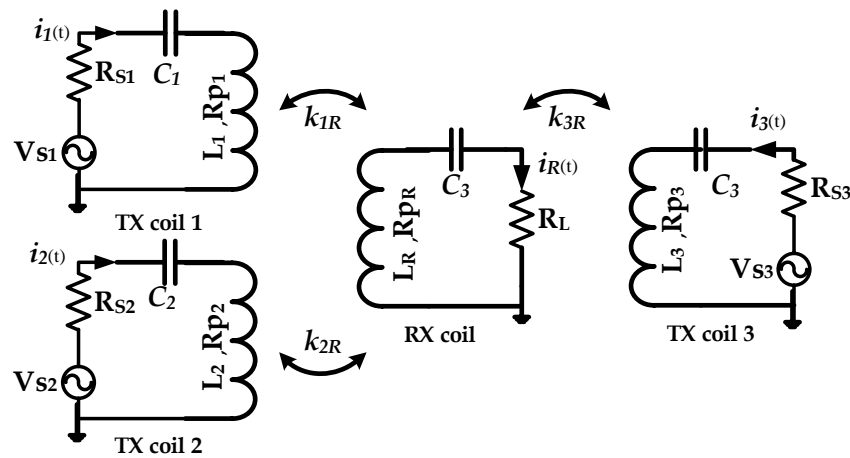 i1(t)
RS1
C1
L1 ,Rp1
VS1
TX coil 1
k1R
i2(t)
RS2
C2
L2 ,Rp2
VS2
TX coil 2
k2R
C3
iR(t)
RL
LR ,RpR
RX coil
k3R
i3(t)
C3
RS3
L3 ,Rp3
VS3
TX coil 3